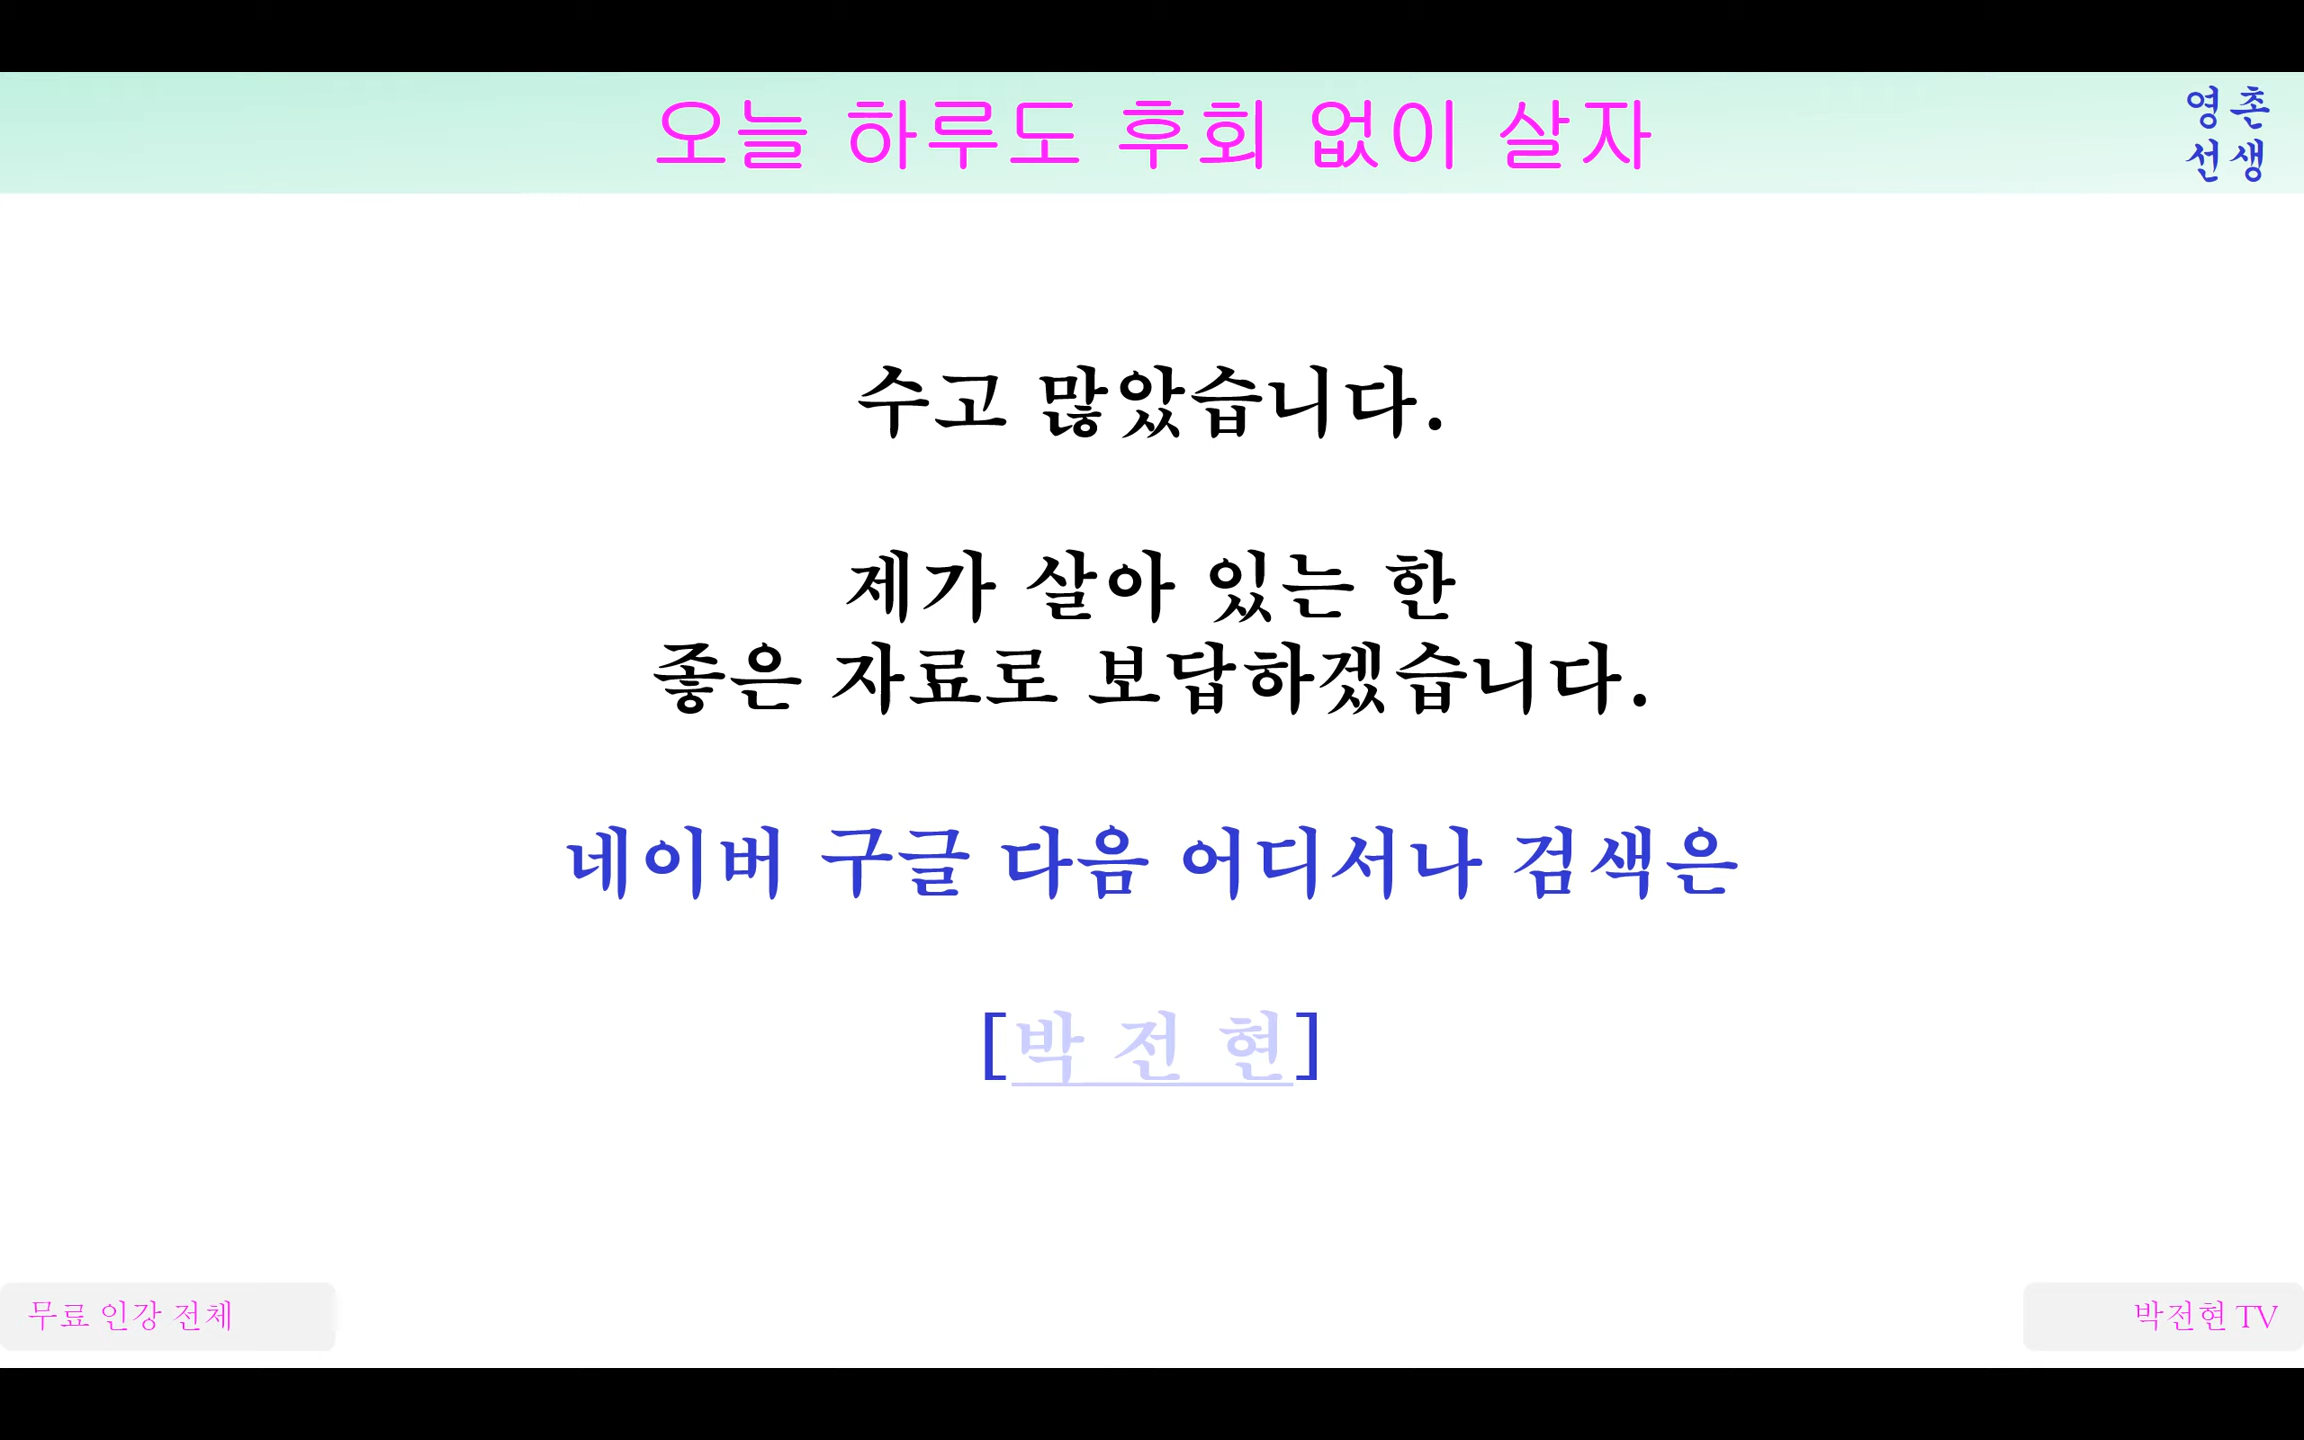 오늘 하루도 후회 없이 살자
영촌
선생
수고 많았습니다.
제가 살아 있는 한
좋은 자료로 보답하겠습니다.
네이버 구글 다음 어디서나 검색은
[박 전 현]
무료 인강 전체
박전현 TV